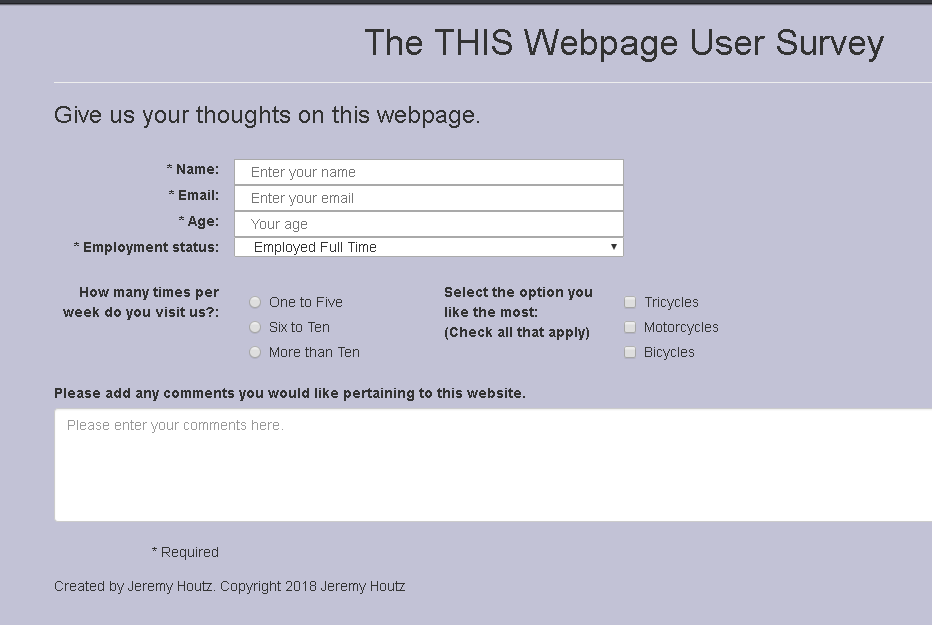 The THIS Webpage User Survey
Give us your thoughts on this webpage.
* Name: Enter your name
* Email: Enter your email
* Age: Your age
* Employment status: Employed Full Time
How many times per
week do you visit us?:
One to Five
Six to Ten
More than Ten
Select the option you
like the most:
(Check all that apply)
Tricycles
Motorcycles
Bicycles
Please add any comments you would like pertaining to this website.
Please enter your comments here.
* Required
Created by Jeremy Houtz. Copyright 2018 Jeremy Houtz